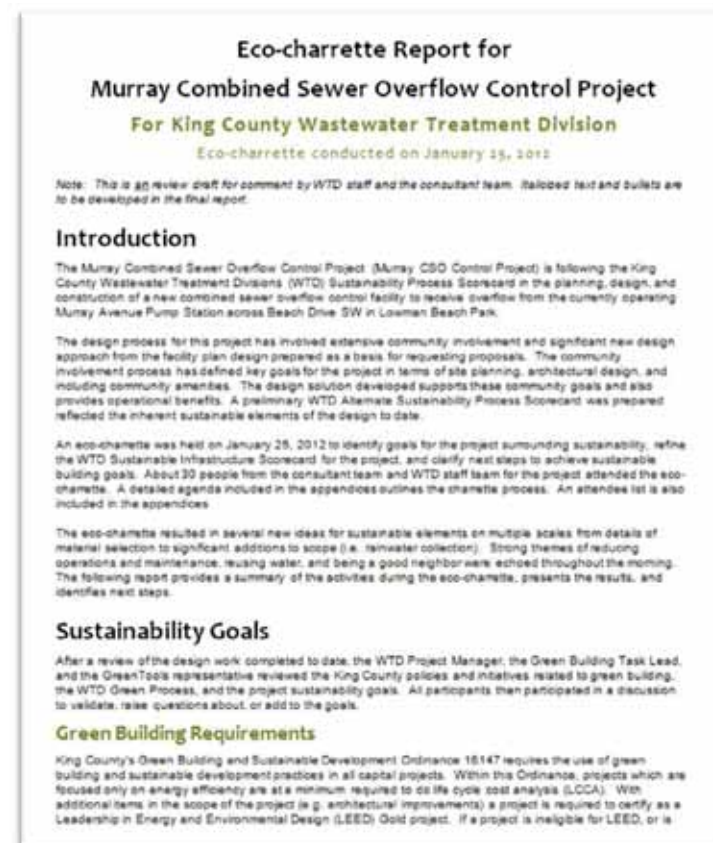 Eco-charrette Report for
Murray Combined Sewer Overflow Control Project
For King County Wastewater Treatment Division
Eco-charrette conducted on January 25, 2012
Note: This is an review draft for comment by WTD staff and the consultant team. Italicized text and bullets are
to be developed in the final report.
Introduction
The Murray Combined Sewer Overflow Control Project (Murray CSO Control Project) is following the King
County Wastewater Treatment Divisions (WTD) Sustainability Process Scorecard in the planning, design, and
construction of a new combined sewer overflow control facility to receive overflow from the currently operating
Murray Avenue Pump Station across Beach Drive SW in Lowman Beach Park.
The design process for this project has involved extensive community involvement and significant new design
approach from the facility plan design prepared as a basis for requesting proposals. The community
involvement process has defined key goals for the project in terms of site planning, architectural design, and
including community amenities. The design solution developed supports these community goals and also
provides operational benefits. A preliminary WTD Alternate Sustainability Process Scorecard was prepared
reflected the inherent sustainable elements of the design to date.
An eco-charrette was held on January 25, 2012 to identify goals for the project surrounding sustainability, refine
the WTD Sustainable Infrastructure Scorecard for the project, and clarify next steps to achieve sustainable
building goals. About 30 people from the consultant team and WTD staff team for the project attended the eco-
charrette. A detailed agenda included in the appendices outlines the charrette process. An attendee list is also
included in the appendices
The eco-charrette resulted in several new ideas for sustainable elements on multiple scales from details of
material selection to significant additions to scope (i.e. rainwater collection). Strong themes of reducing
operations and maintenance, reusing water, and being a good neighbor were echoed throughout the morning.
The following report provides a summary of the activities during the eco-charrette, presents the results, and
identifies next steps.
Sustainability Goals
After a review of the design work completed to date, the WTD Project Manager, the Green Building Task Lead,
and the GreenTools representative reviewed the King County policies and initiatives related to green building,
the WTD Green Process, and the project sustainability goals. All participants then participated in a discussion
to validate, raise questions about, or add to the goals.
Green Building Requirements
King County's Green Building and Sustainable Development Ordinance 16147 requires the use of green
building and sustainable development practices in all capital projects. Within this Ordinance, projects which are
focused only on energy efficiency are at a minimum required to do life cycle cost analysis (LCCA). With
additional items in the scope of the project (e.g. architectural improvements) a project is required to certify as a
Leadership in Energy and Environmental Design (LEED) Gold project. If a project is ineligible for LEED, or is